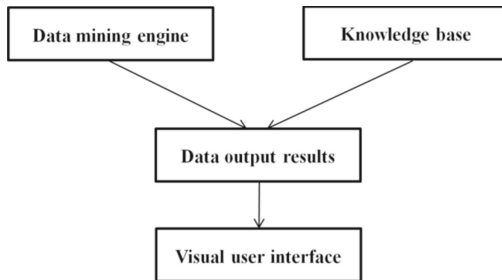 Data mining engine
Knowledge base
Data output results
Visual user interface